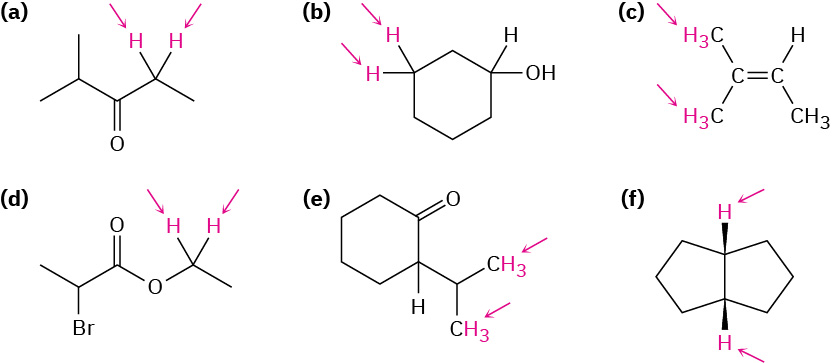 (a)
H H
O
(b)
H
H
H
OH
(c)
H3C
H
C=C
H3C
CH3
(d)
O
H H
O
Br
(e)
O
CH3
H
CH3
(f)
H
H